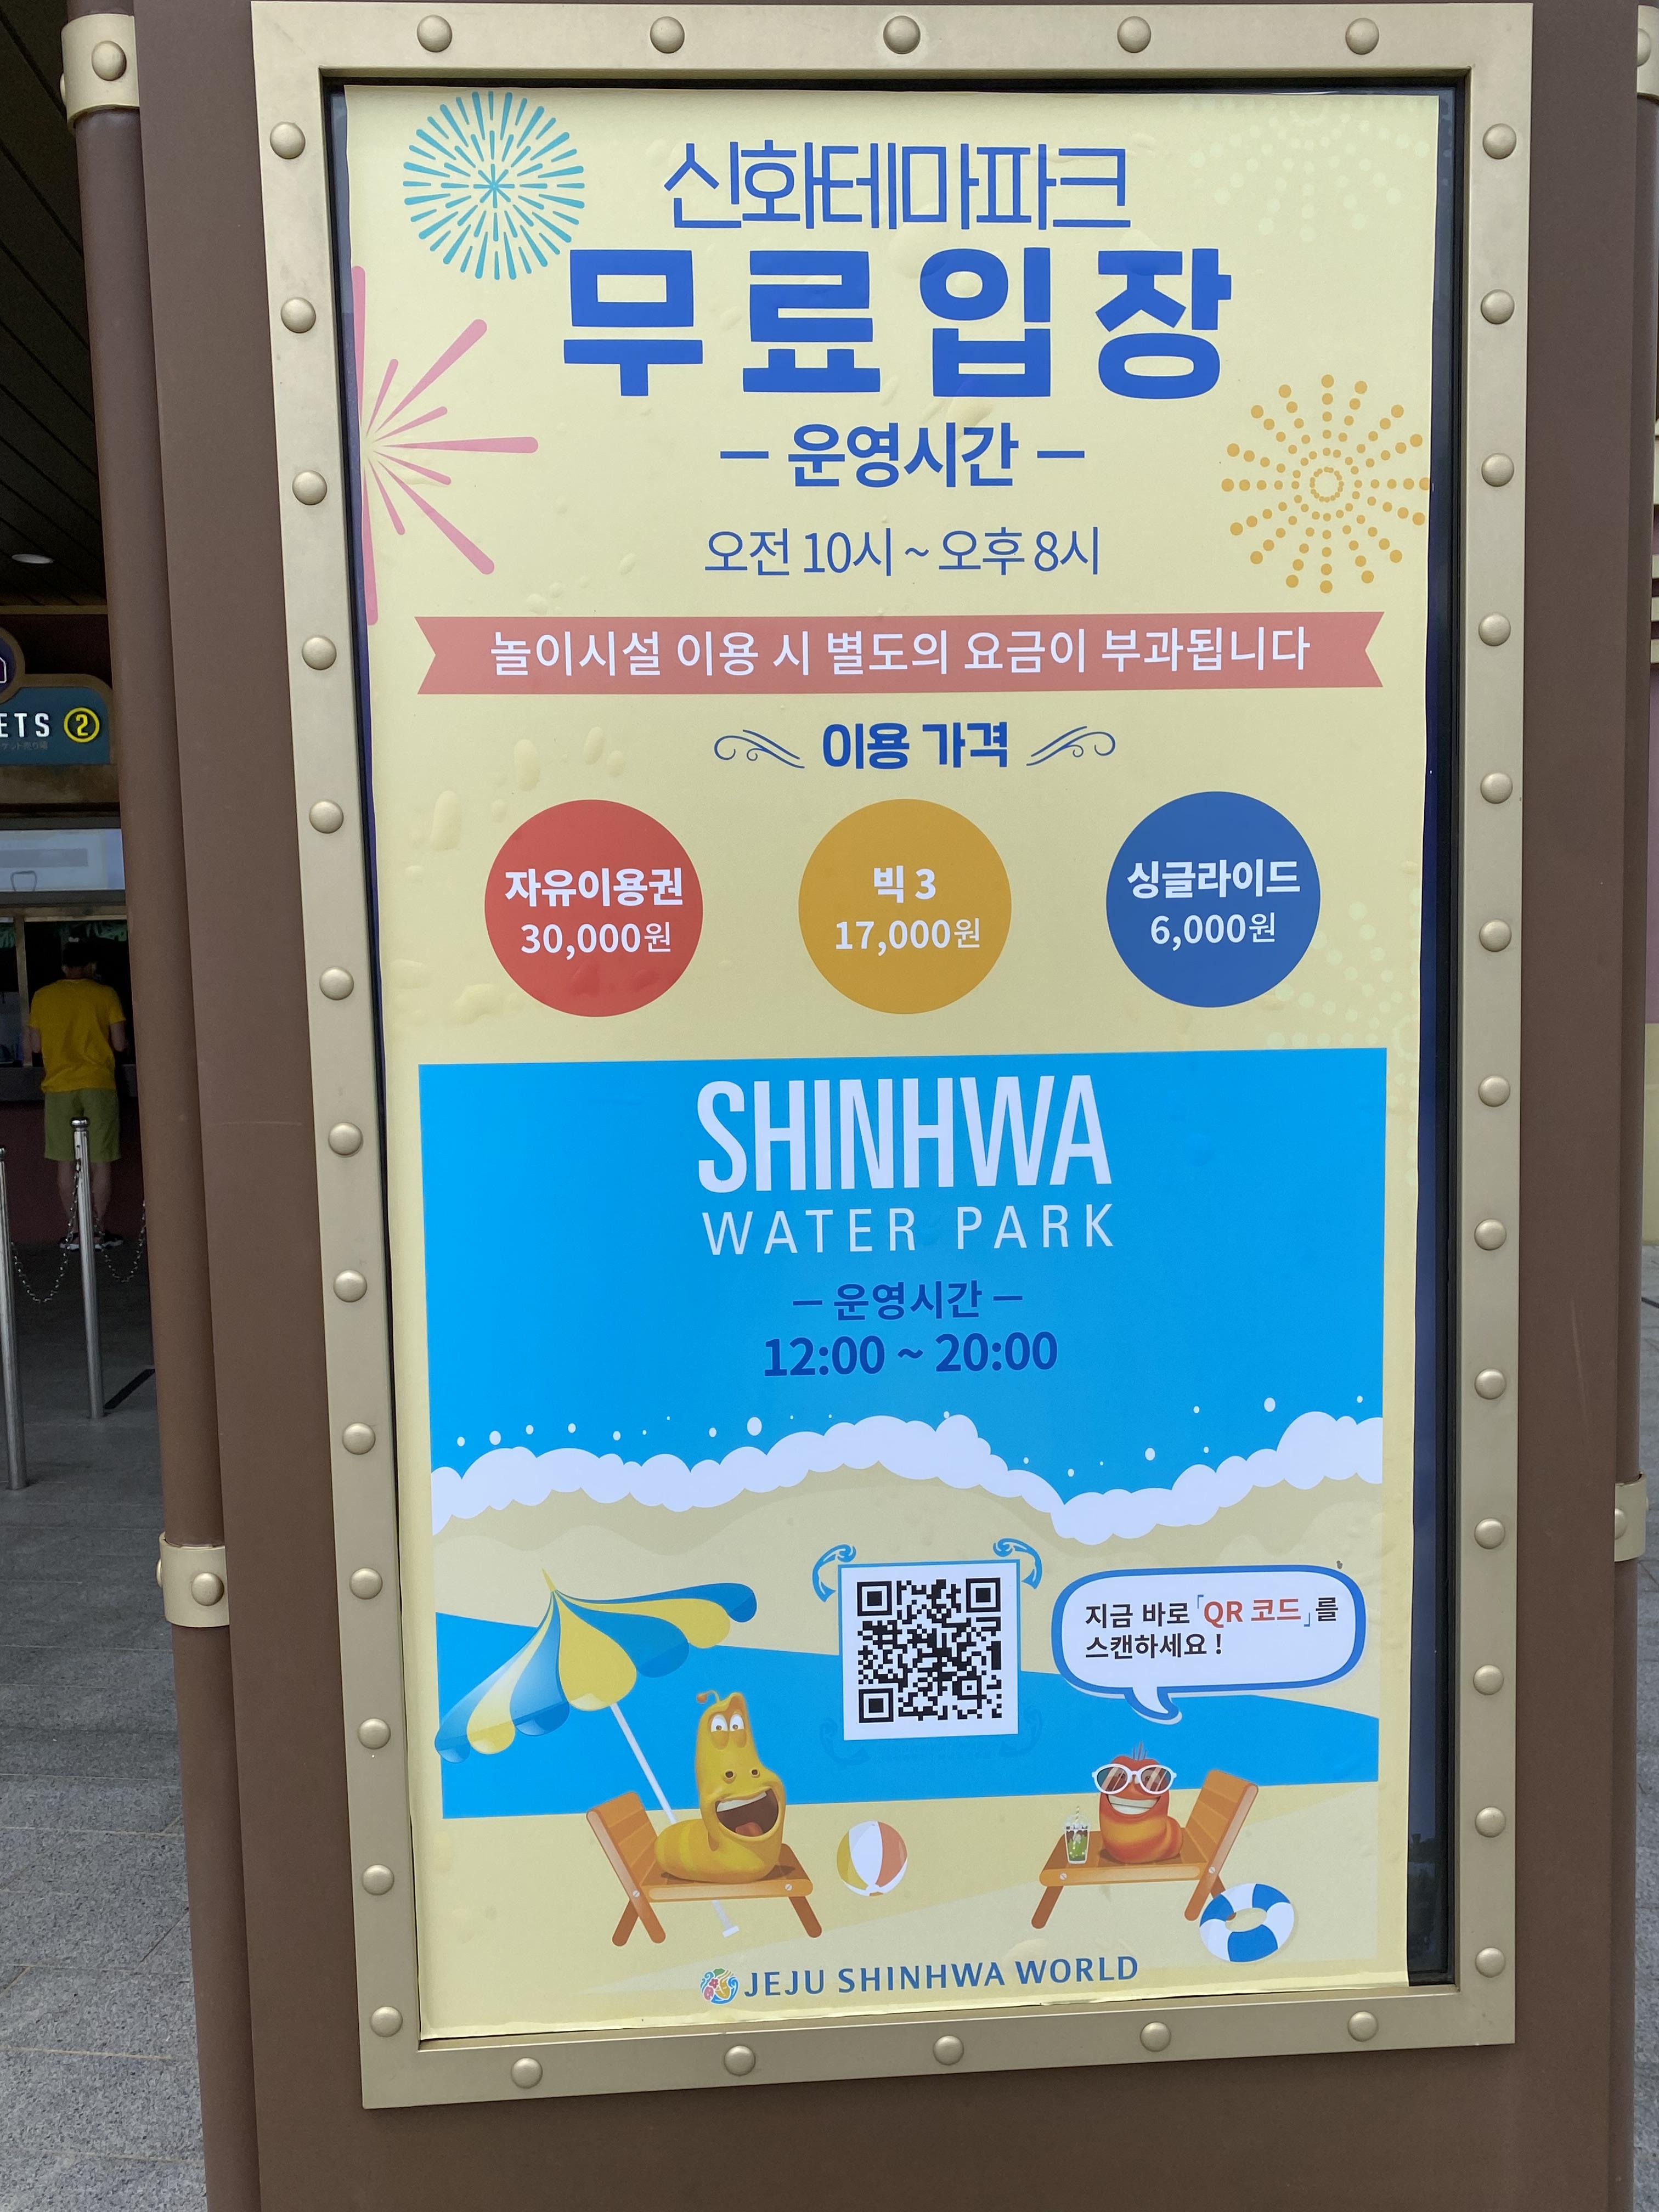 신화테마파크
무료입장
— 운영시간 —
오전 10시 ~ 오후 8시
놀이시설 이용 시 별도의 요금이 부과됩니다
이용 가격
자유이용권
30,000원
빅 3
17,000원
싱글라이드
6,000원
SHINHWA
WATER PARK
— 운영시간 —
12:00 ~ 20:00
지금 바로「QR 코드」를
스캔하세요 !
JEJU SHINHWA WORLD
ETS 2